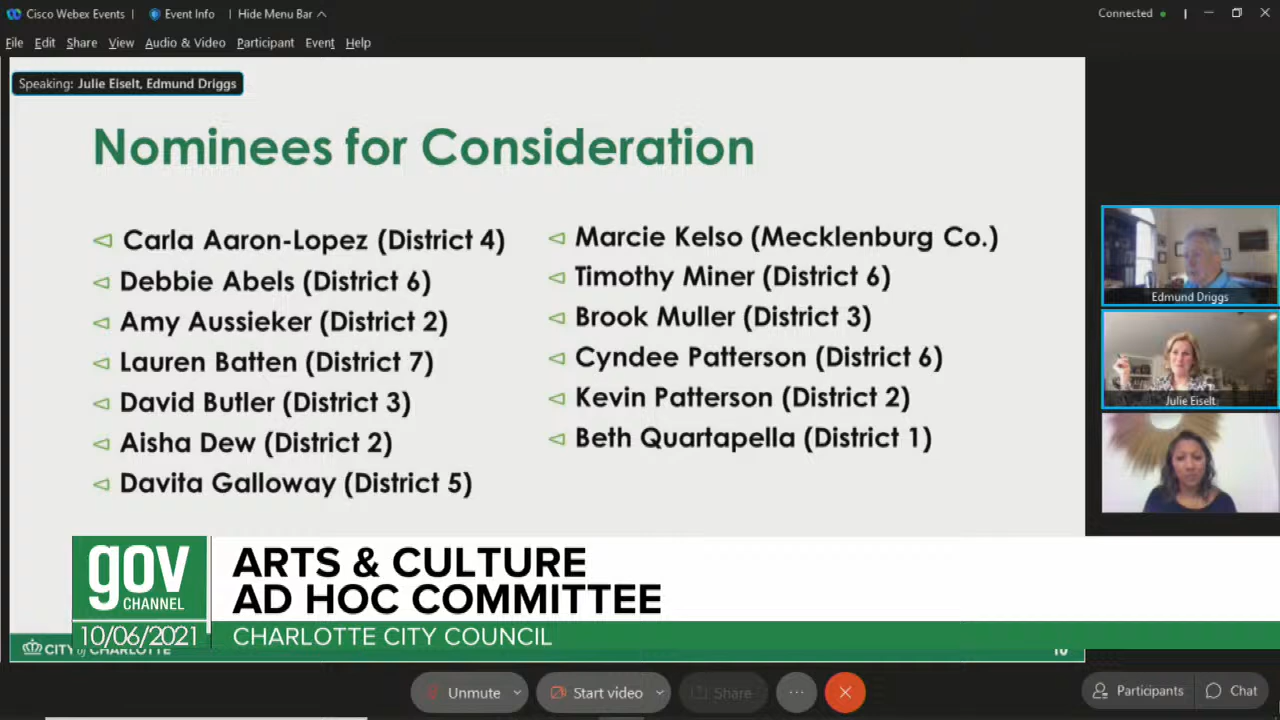 Cisco Webex Events | Event Info | Hide Menu Bar
Connected
File Edit Share View Audio & Video Participant Event Help
Speaking: Julie Eiselt, Edmund Driggs
Nominees for Consideration
Carla Aaron-Lopez (District 4)
Debbie Abels (District 6)
Amy Aussieker (District 2)
Lauren Batten (District 7)
David Butler (District 3)
Aisha Dew (District 2)
Davita Galloway (District 5)
Marcie Kelso (Mecklenburg Co.)
Timothy Miner (District 6)
Brook Muller (District 3)
Cyndee Patterson (District 6)
Kevin Patterson (District 2)
Beth Quartapella (District 1)
Edmund Driggs
Julie Eiselt
gov
CHANNEL
10/06/2021
ARTS & CULTURE
AD HOC COMMITTEE
CHARLOTTE CITY COUNCIL
CITY of CHARLOTTE
Unmute Start video Share Participants Chat